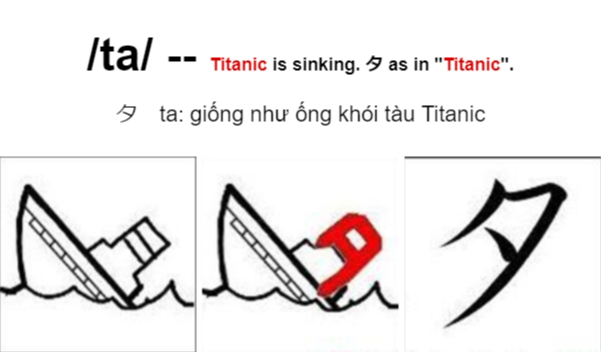 /ta/ -- Titanic is sinking. タ as in "Titanic".
タ ta: giống như ống khói tàu Titanic
タ